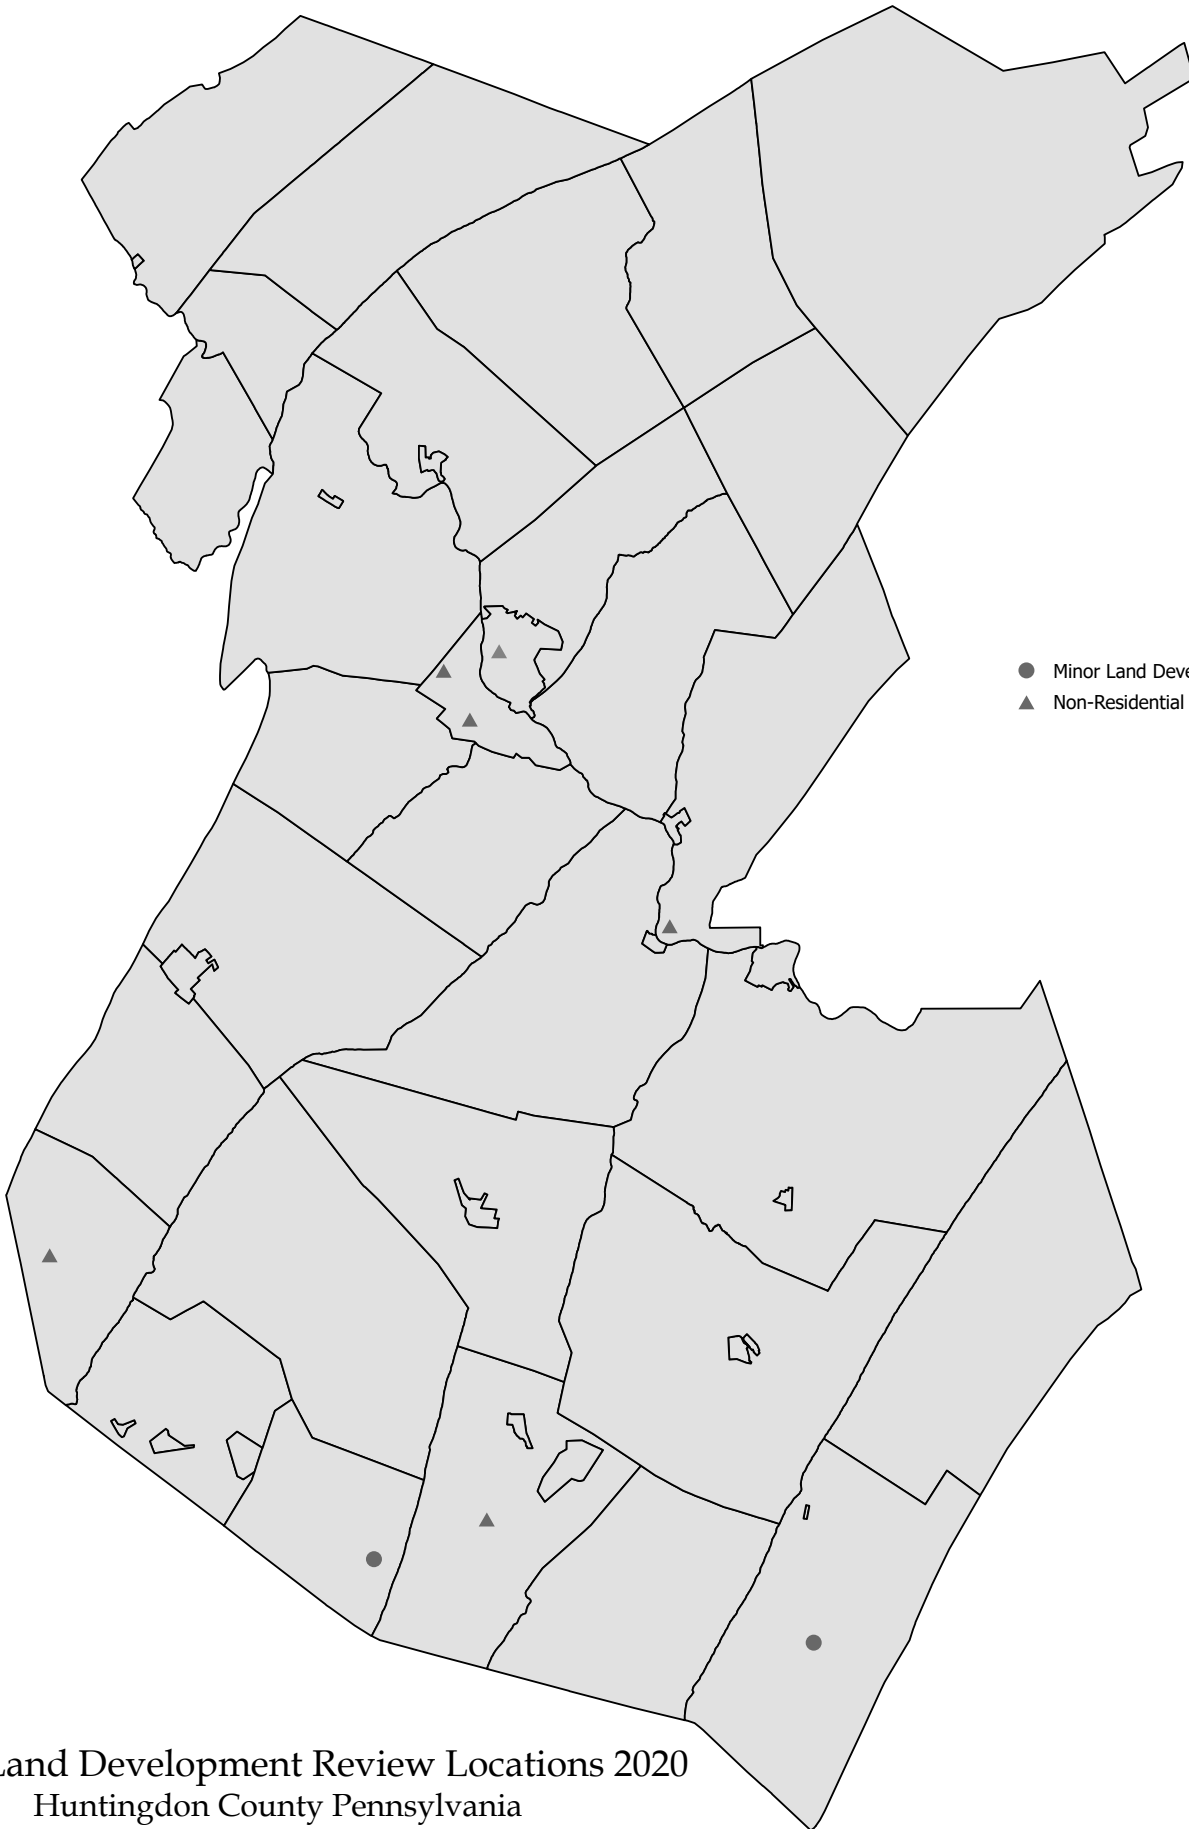 Minor Land Deve
Non-Residential
Land Development Review Locations 2020
Huntingdon County Pennsylvania